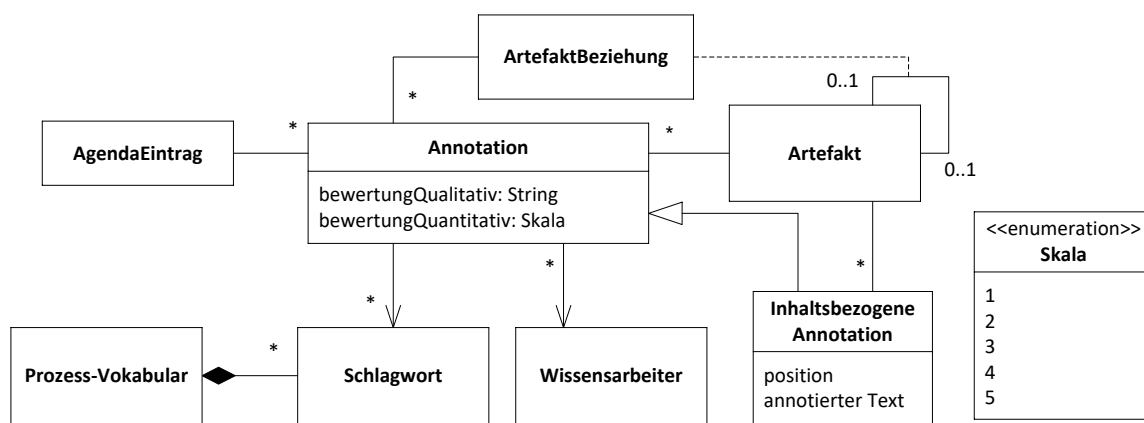 ArtefaktBeziehung
0..1
*
AgendaEintrag
*
Annotation
*
Artefakt
0..1
bewertungQualitativ: String
bewertungQuantitativ: Skala
<<enumeration>>
Skala
1
2
3
4
5
*
*
*
Inhaltsbezogene
Annotation
position
annotierter Text
Prozess-Vokabular
*
Schlagwort
Wissensarbeiter